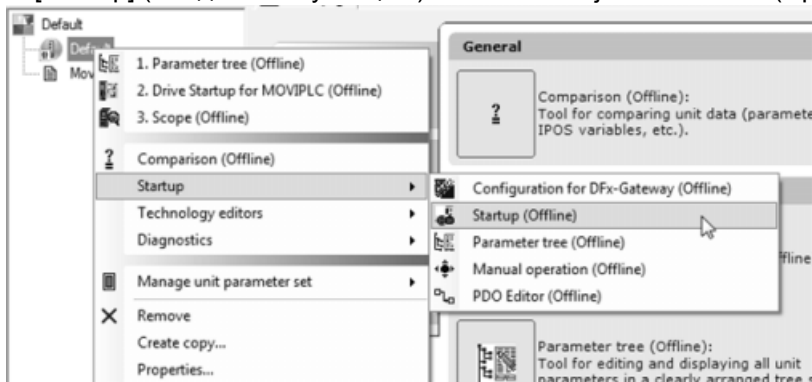 Default
Default
Mov
1. Parameter tree (Offline)
2. Drive Startup for MOVIPLC (Offline)
3. Scope (Offline)
Comparison (Offline)
Startup
Technology editors
Diagnostics
Manage unit parameter set
Remove
Create copy...
Properties...
Configuration for DFx-Gateway (Offline)
Startup (Offline)
Parameter tree (Offline)
Manual operation (Offline)
PDO Editor (Offline)
General
Comparison (Offline):
Tool for comparing unit data (paramete
IPOS variables, etc.).
ffline
Parameter tree (Offline):
Tool for editing and displaying all unit
parameters in a clearly arranged tree